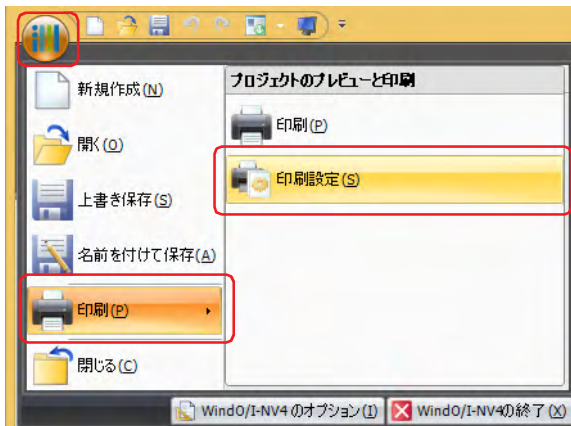 新規作成(N)
開く(O)
上書き保存(S)
名前を付けて保存(A)
印刷(P)
閉じる(C)
プロジェクトのプレビューと印刷
印刷(P)
印刷設定(S)
WindO/I-NV4 のオプション(I)
WindO/I-NV4の終了(X)